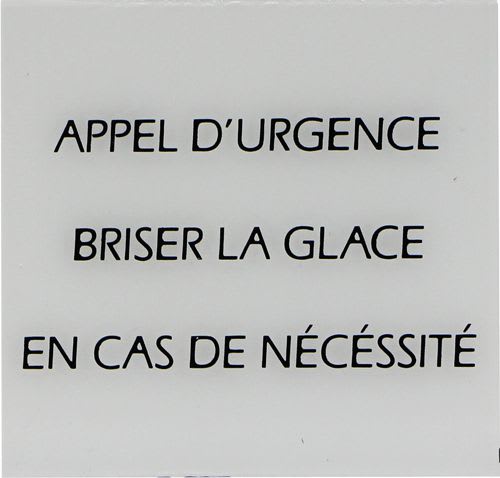 APPEL D'URGENCE
BRISER LA GLACE
EN CAS DE NÉCÉSSITÉ